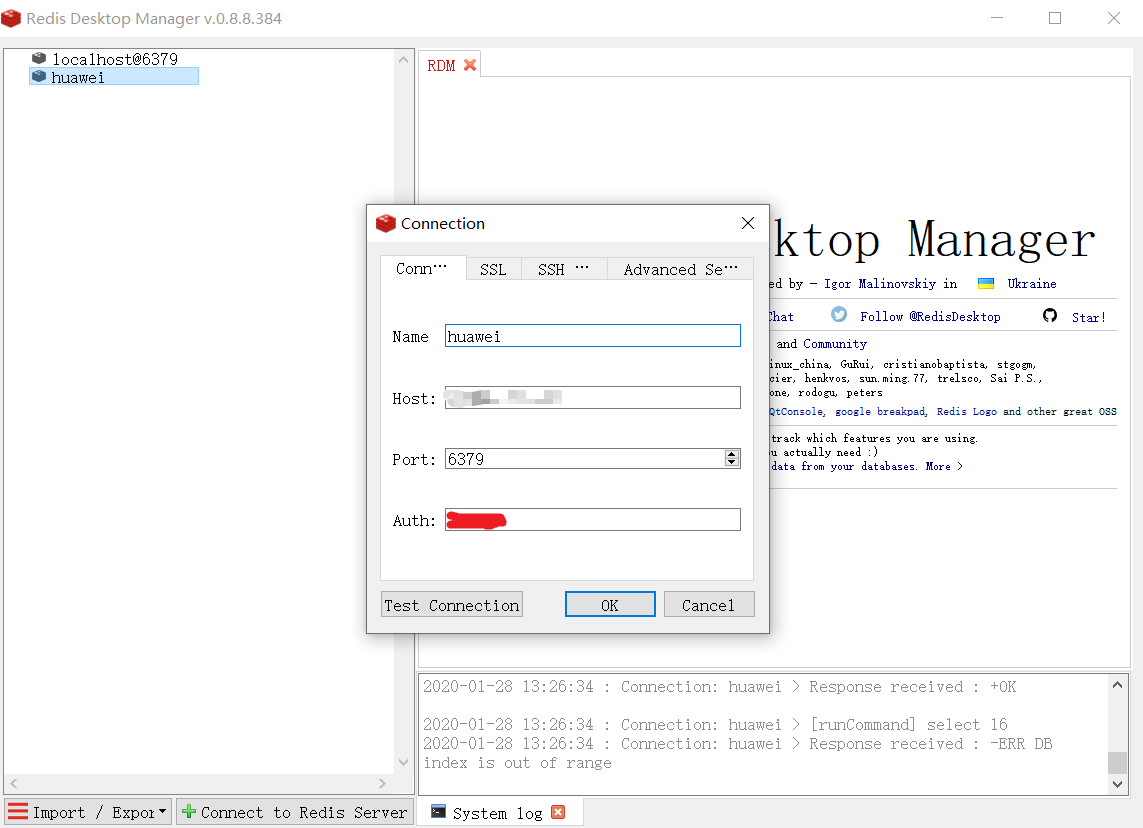 Redis Desktop Manager v.0.8.8.384
localhost@6379
huawei
RDM
ktop Manager
ed by - Igor Malinovskiy in Ukraine
Chat Follow @RedisDesktop Star!
and Community
inux_china, GuRui, cristianobaptista, stgogm,
cier, henkvos, sun.ming.77, trelsco, Sai P.S.,
one, rodogu, peters
QtConsole, google breakpad, Redis Logo and other great OSS
track which features you are using.
u actually need :)
data from your databases. More >
Connection
Conn··· SSL SSH ··· Advanced Se···
Name huawei
Host:
Port: 6379
Auth:
Test Connection OK Cancel
2020-01-28 13:26:34 : Connection: huawei > Response received : +OK
2020-01-28 13:26:34 : Connection: huawei > [runCommand] select 16
2020-01-28 13:26:34 : Connection: huawei > Response received : -ERR DB
index is out of range
Import / Expor
Connect to Redis Server
System log